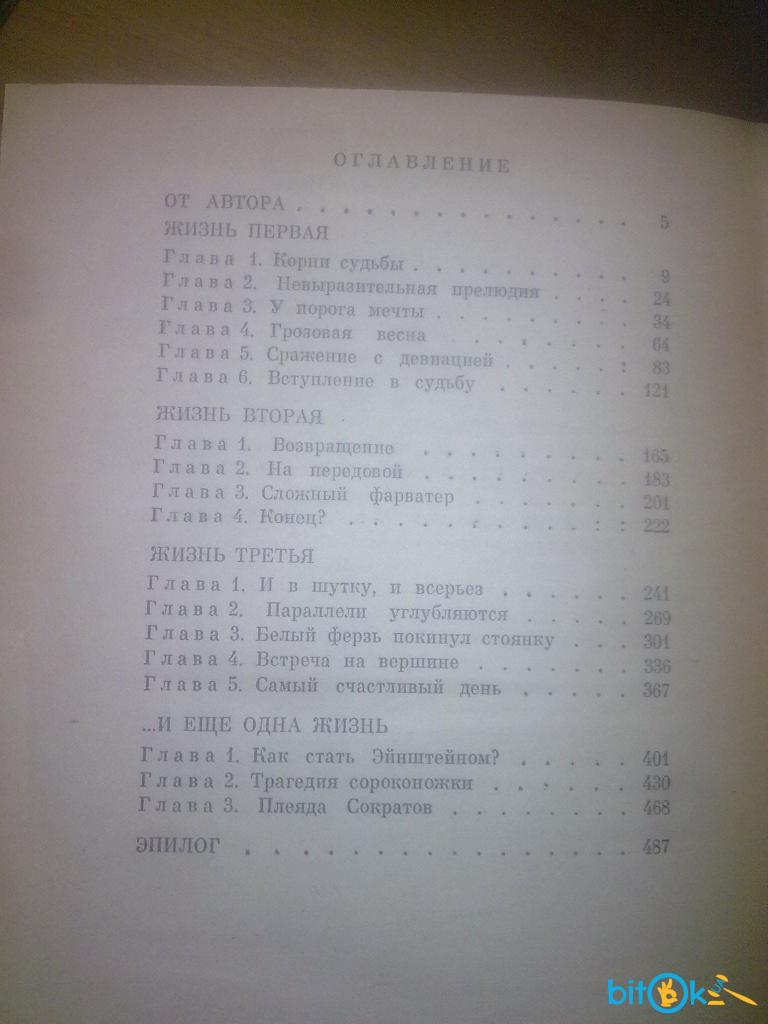 ОГЛАВЛЕНИЕ
ОТ АВТОРА . . . . . . . . . . . . . . . 5
ЖИЗНЬ ПЕРВАЯ
Глава 1. Корни судьбы . . . . . . . . . . 9
Глава 2. Невыразительная прелюдия . . . . 24
Глава 3. У порога мечты . . . . . . . . . 34
Глава 4. Грозовая весна . . . . . . . . 64
Глава 5. Сражение с девиацией . . . . . : 83
Глава 6. Вступление в судьбу . . . . . . 121
ЖИЗНЬ ВТОРАЯ
Глава 1. Возвращение . . . . . . . . . 165
Глава 2. На передовой . . . . . . . . . 183
Глава 3. Сложный фарватер . . . . . . . 201
Глава 4. Конец? . . . . . . . . . . : : 222
ЖИЗНЬ ТРЕТЬЯ
Глава 1. И в шутку, и всерьез . . . . . . 241
Глава 2. Параллели углубляются . . . . . 269
Глава 3. Белый ферзь покинул стоянку . . . 301
Глава 4. Встреча на вершине . . . . . . . 336
Глава 5. Самый счастливый день . . . . . . 367
...И ЕЩЕ ОДНА ЖИЗНЬ
Глава 1. Как стать Эйнштейном? . . . . . 401
Глава 2. Трагедия сороконожки . . . . . . 430
Глава 3. Плеяда Сократов . . . . . . . . 468
ЭПИЛОГ . . . . . . . . . . . . . . . 487
bitOk UA